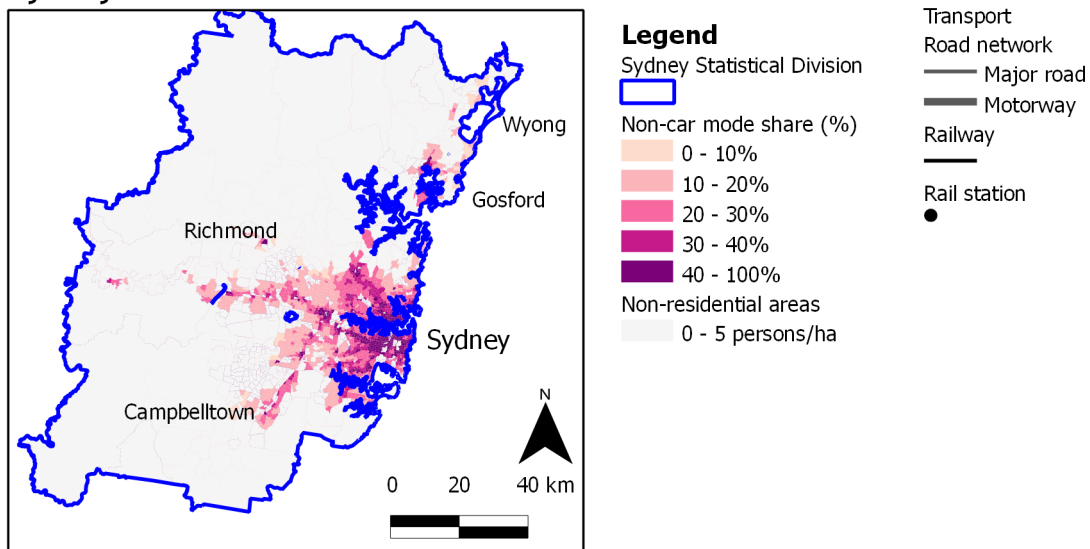 Wyong
Gosford
Richmond
Sydney
Campbelltown
N
0 20 40 km
Legend
Sydney Statistical Division
Non-car mode share (%)
0 - 10%
10 - 20%
20 - 30%
30 - 40%
40 - 100%
Non-residential areas
0 - 5 persons/ha
Transport
Road network
Major road
Motorway
Railway
Rail station